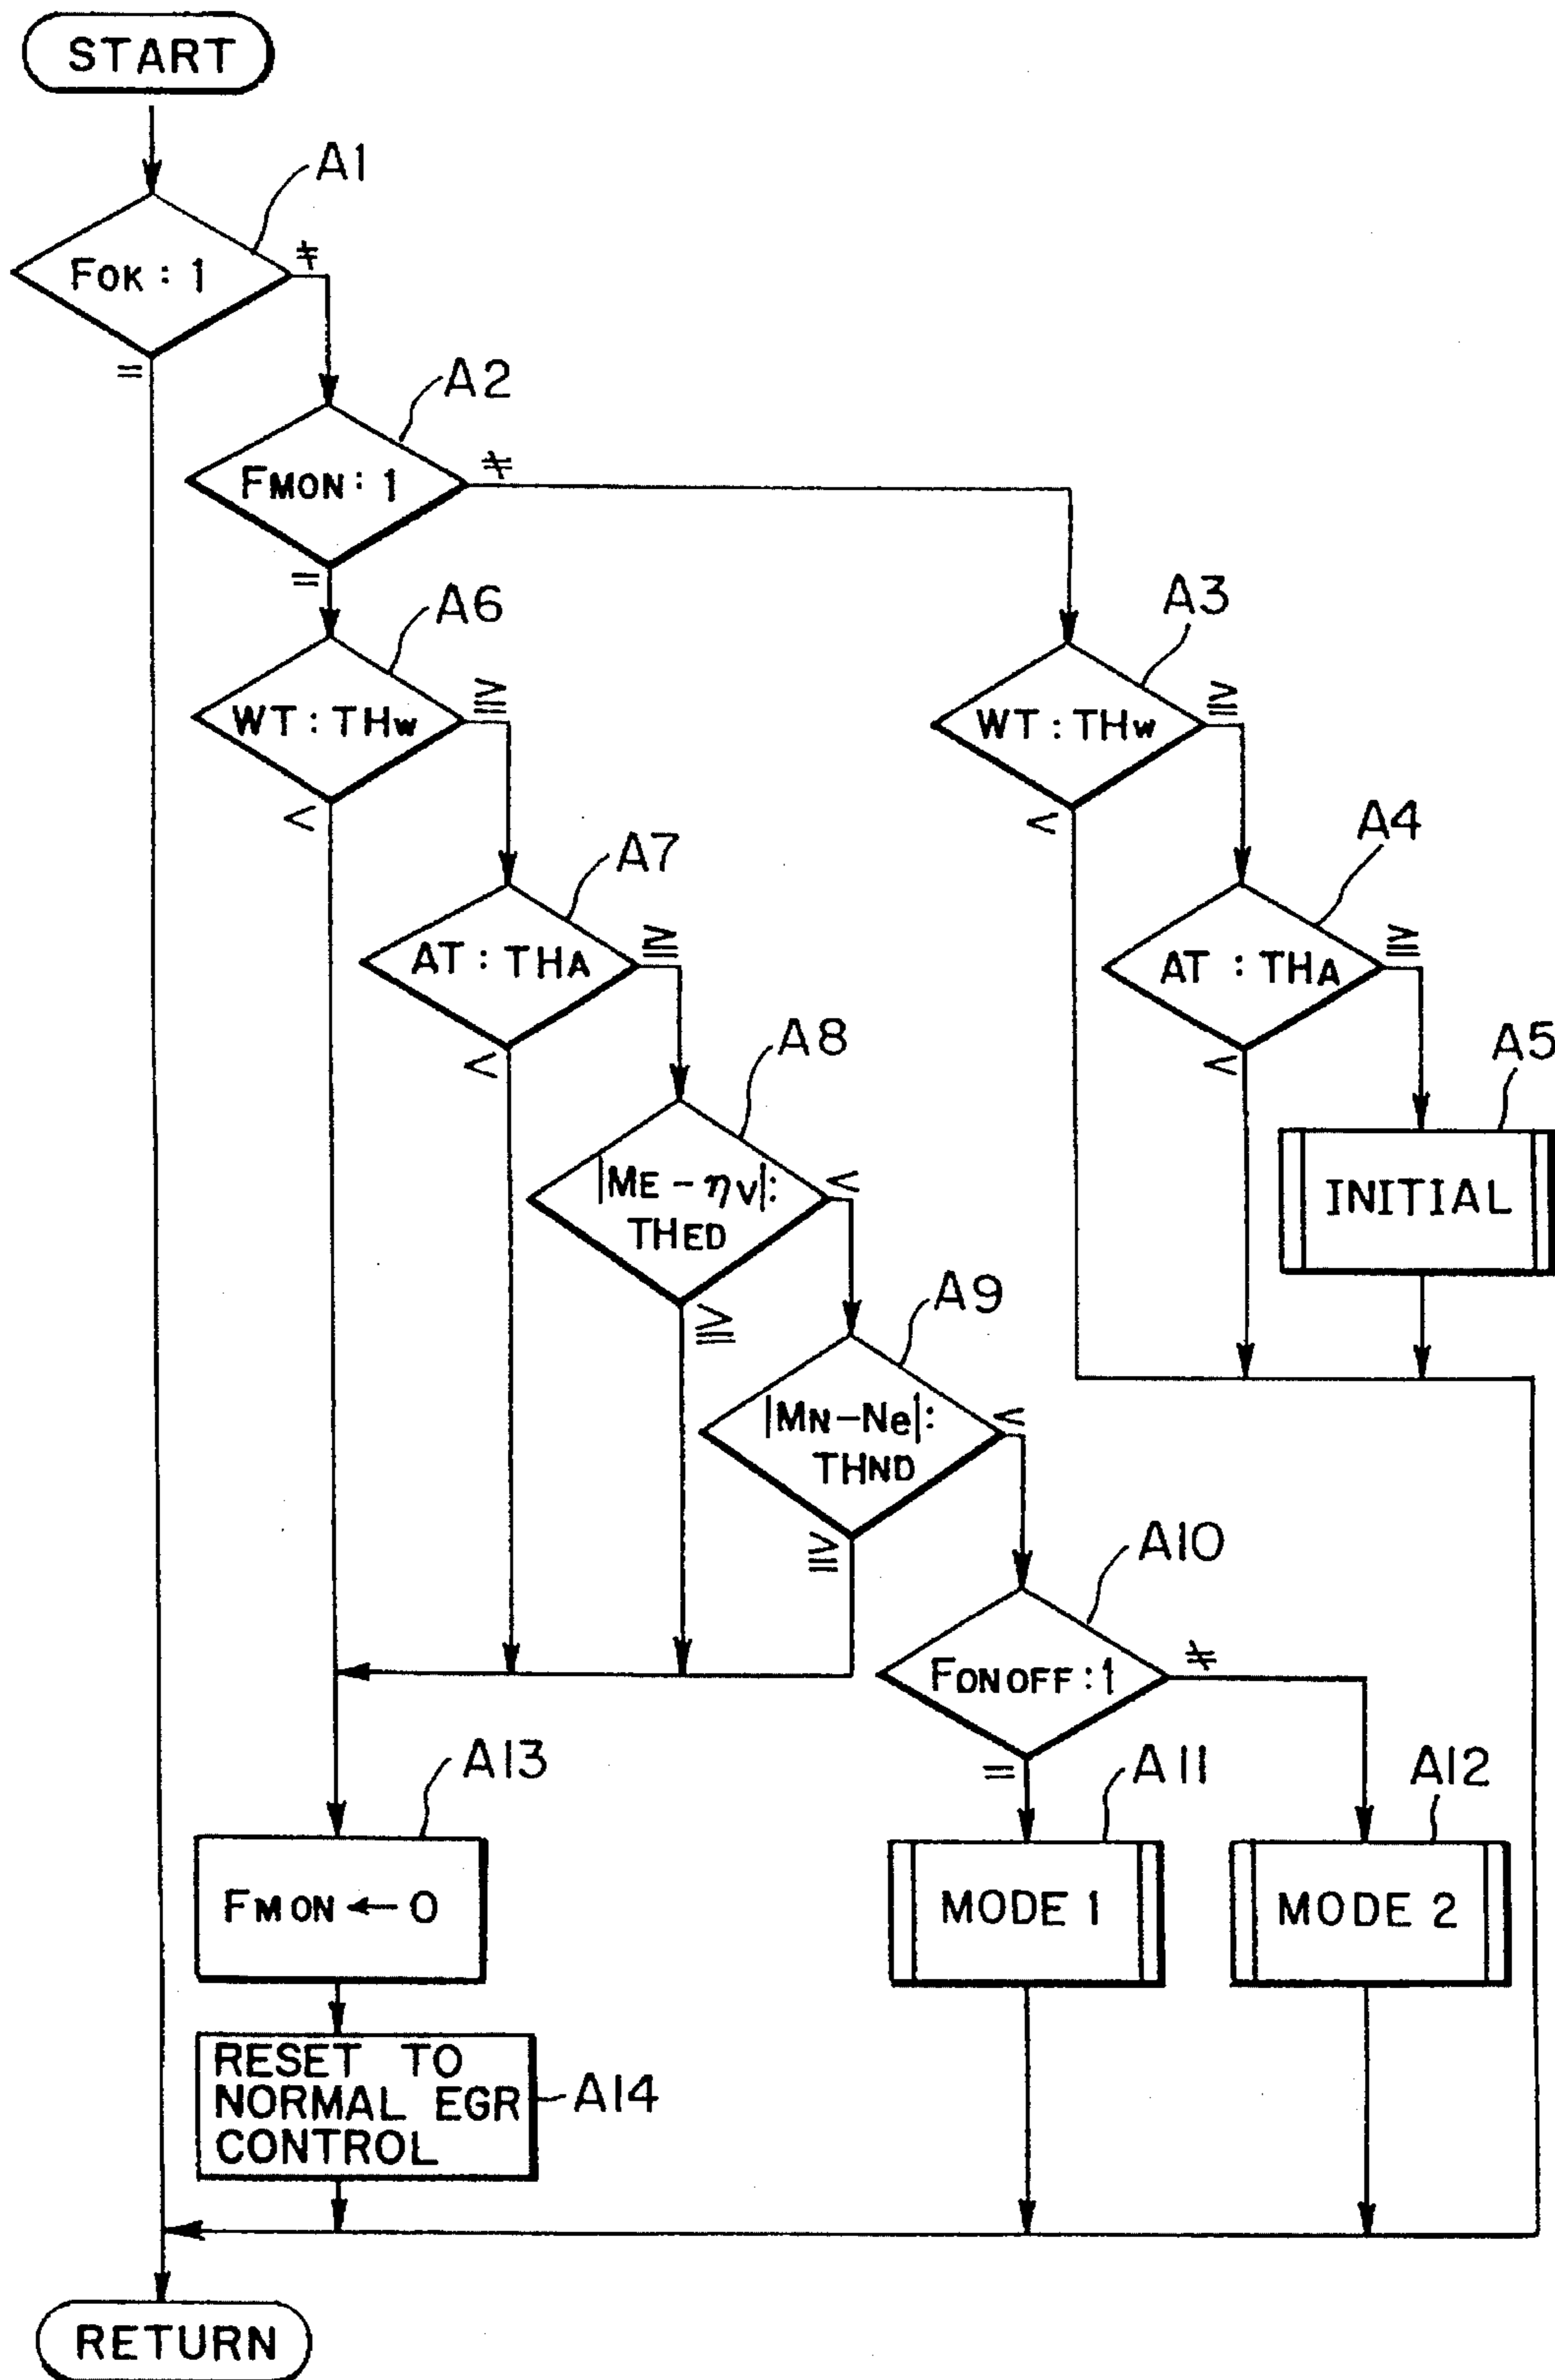 START
A1
FOK : 1
≠
=
A2
FMON : 1
≠
=
A6
WT : THW
≧
<
A3
WT : THW
≧
<
A7
AT : THA
≧
<
A4
AT : THA
≧
<
A8
|ME - ηv| :
THED
<
≧
A5
INITIAL
A9
|MN - Ne| :
THND
<
≧
A10
FONOFF : 1
≠
=
A13
FMON ← 0
A11
MODE 1
A12
MODE 2
RESET TO
NORMAL EGR
CONTROL
A14
RETURN